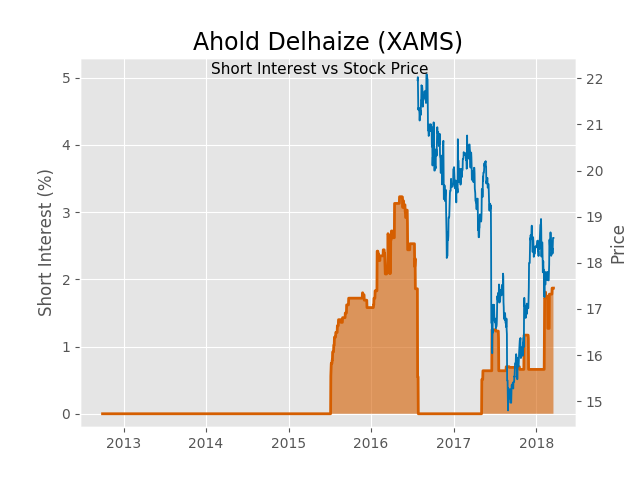 Ahold Delhaize (XAMS)
Short Interest vs Stock Price
Short Interest (%)
5
4
3
2
1
0
22
21
20
19
18
17
16
15
Price
2013 2014 2015 2016 2017 2018